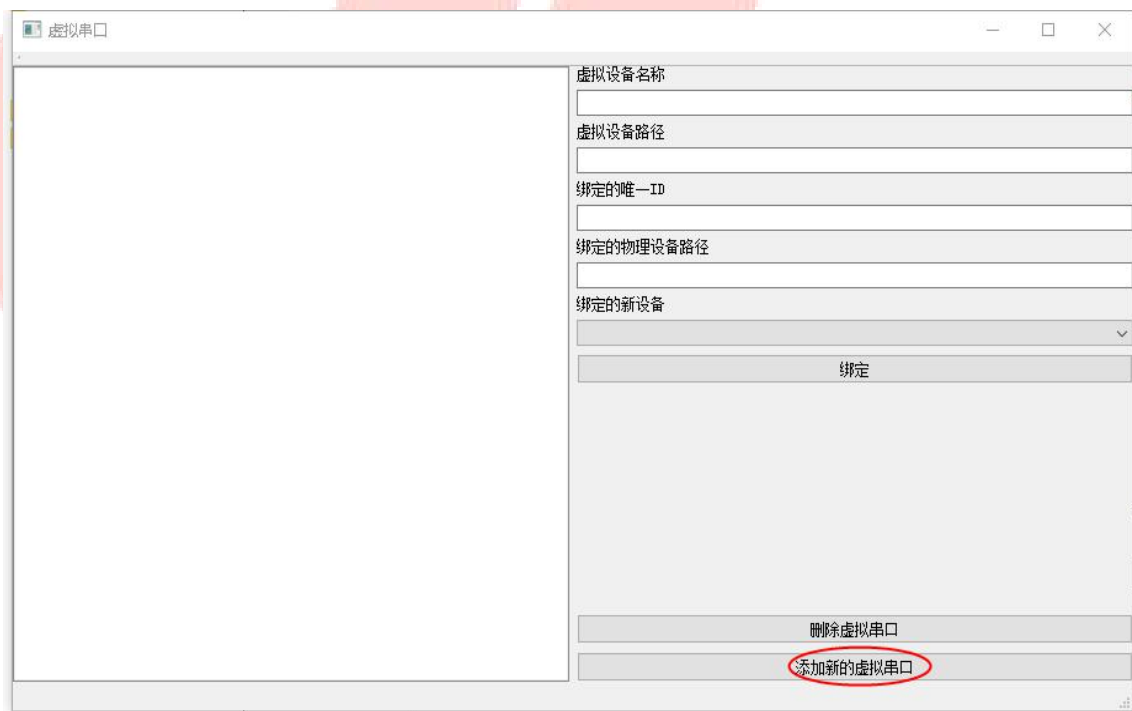 虚拟串口
虚拟设备名称
虚拟设备路径
绑定的唯一ID
绑定的物理设备路径
绑定的新设备
绑定
删除虚拟串口
添加新的虚拟串口